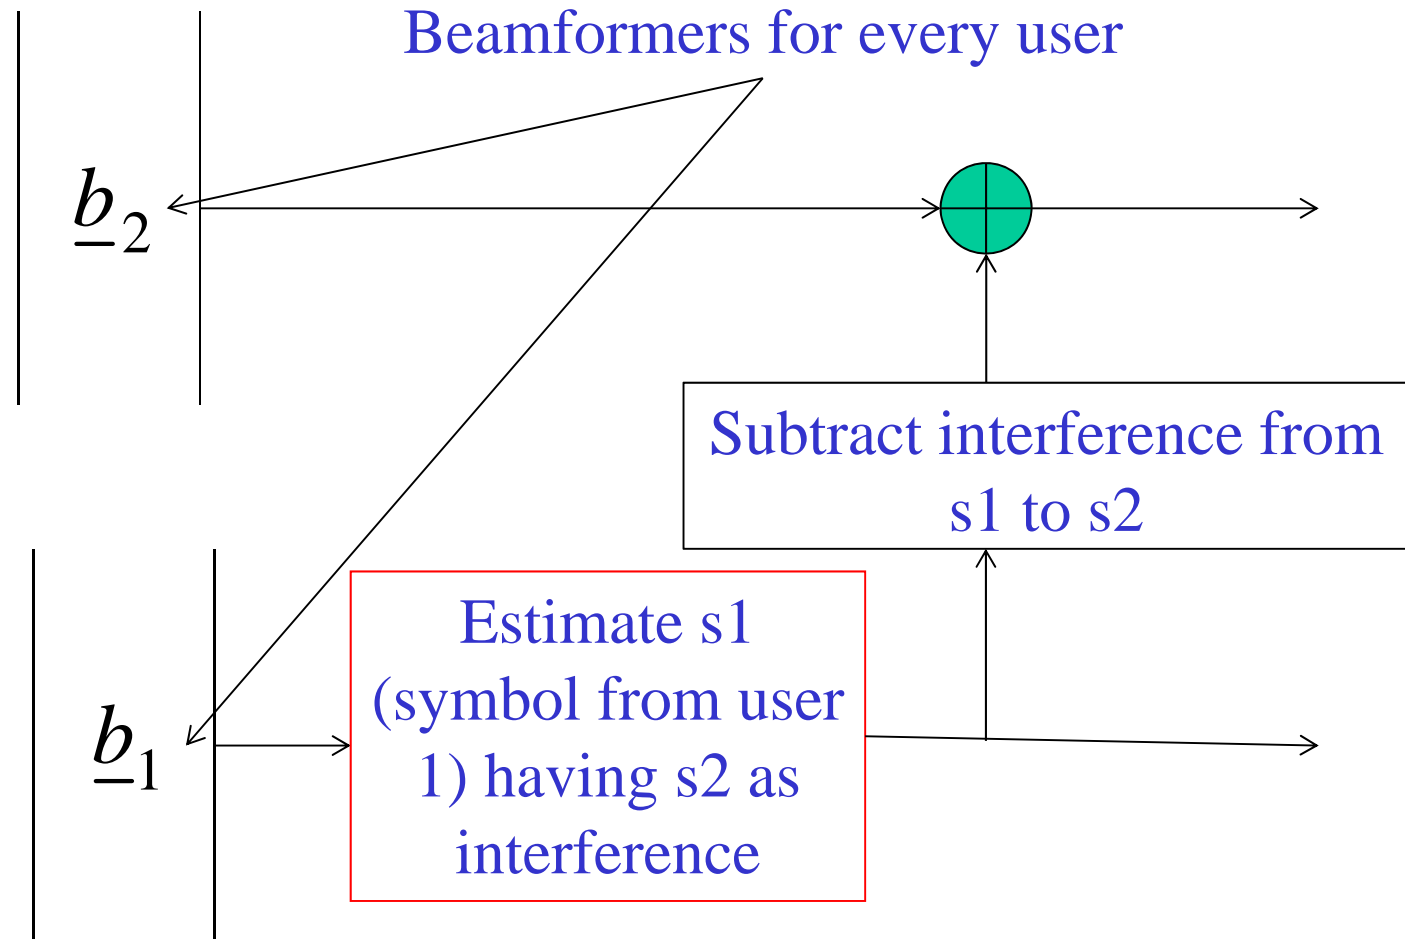 Beamformers for every user
b2
Subtract interference from
s1 to s2
Estimate s1
(symbol from user
1) having s2 as
interference
b1